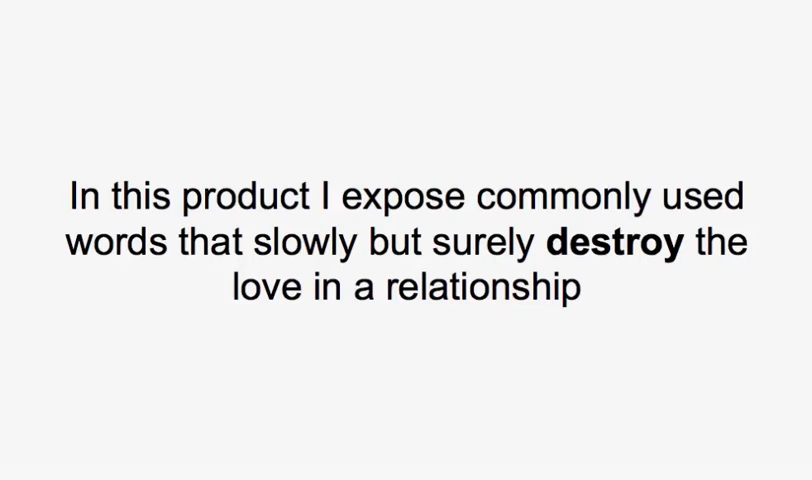 In this product I expose commonly used
words that slowly but surely destroy the
love in a relationship